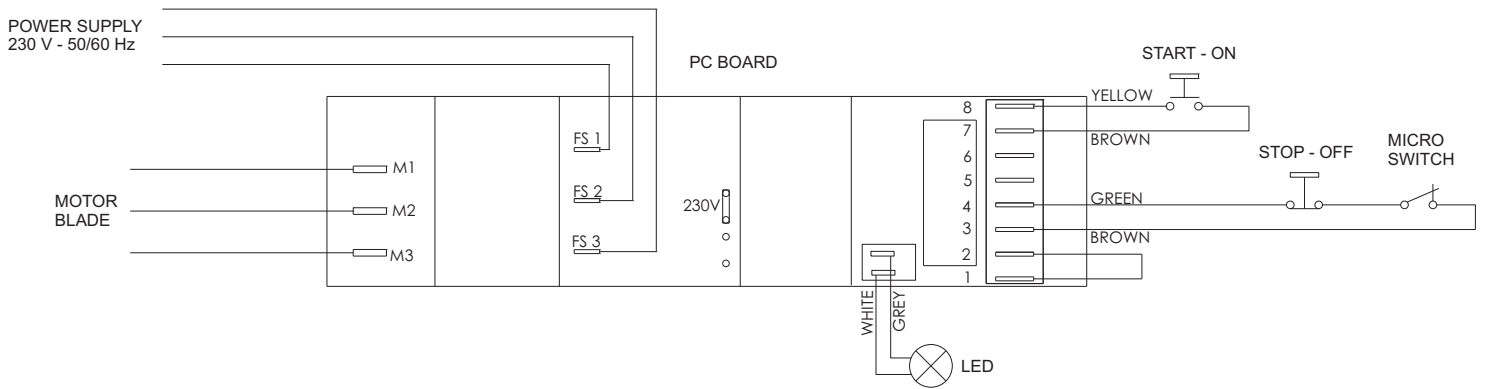 POWER SUPPLY
230 V - 50/60 Hz
PC BOARD
START - ON
YELLOW
8
7
BROWN
6
5
STOP - OFF
MICRO
SWITCH
GREEN
4
3
BROWN
2
1
FS 1
FS 2
FS 3
230V
M1
M2
M3
MOTOR
BLADE
WHITE
GREY
LED